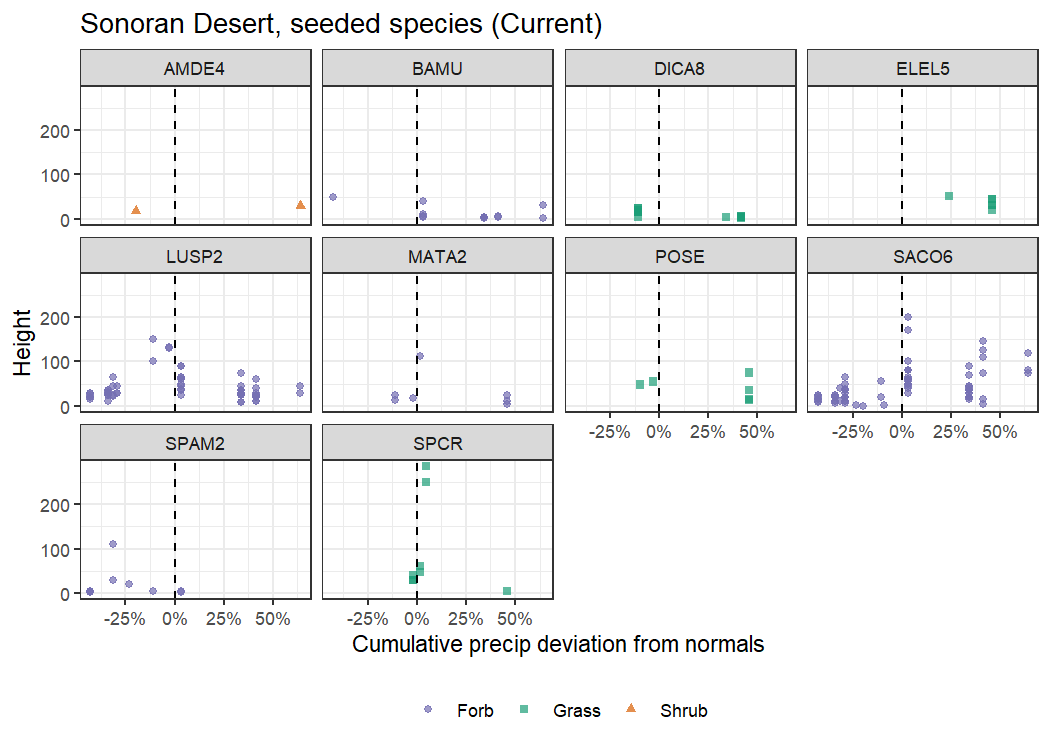 Sonoran Desert, seeded species (Current)
AMDE4 BAMU DICA8 ELEL5
200
100
0
LUSP2 MATA2 POSE SACO6
Height
200
100
0
-25% 0% 25% 50% -25% 0% 25% 50%
SPAM2 SPCR
200
100
0
-25% 0% 25% 50% -25% 0% 25% 50%
Cumulative precip deviation from normals
Forb Grass Shrub